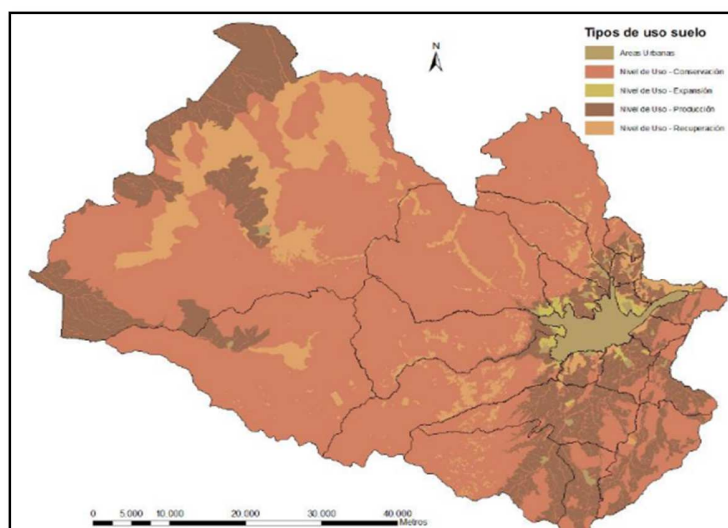 Tipos de uso suelo
Areas Urbanas
Nivel de Uso - Conservación
Nivel de Uso - Expansión
Nivel de Uso - Producción
Nivel de Uso - Recuperación
N
0 5.000 10.000 20.000 30.000 40.000
Metros